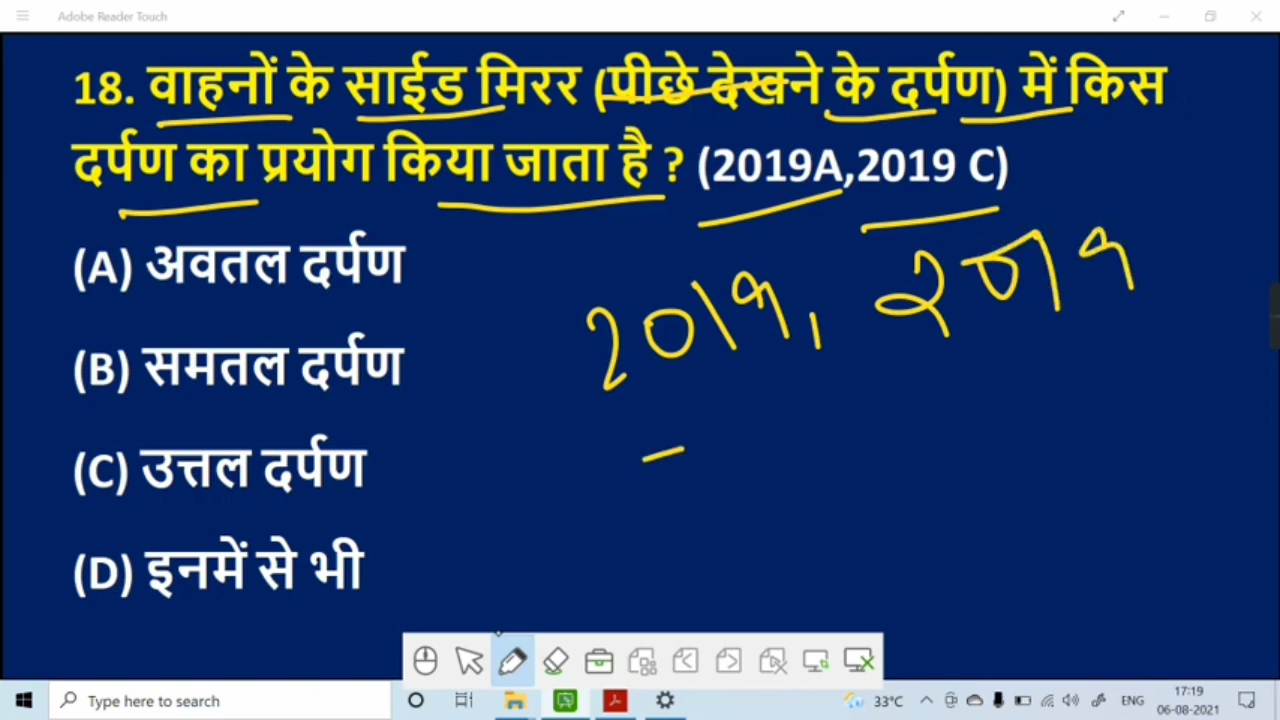 Adobe Reader Touch
18. वाहनों के साईड मिरर (पीछे देखने के दर्पण) में किस
दर्पण का प्रयोग किया जाता है ? (2019A,2019 C)
(A) अवतल दर्पण
2019, २०१९
(B) समतल दर्पण
(C) उत्तल दर्पण
(D) इनमें से भी
Type here to search
33°C
ENG
17:19
06-08-2021